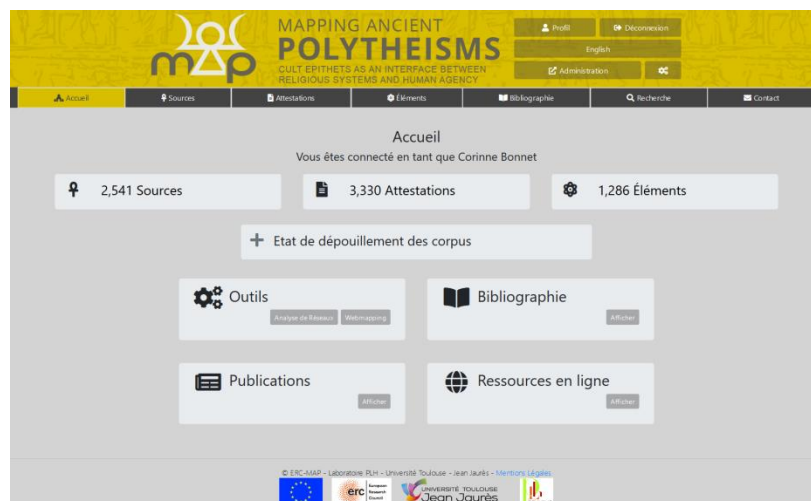 map
MAPPING ANCIENT
POLYTHEISMS
CULT EPITHETS AS AN INTERFACE BETWEEN
RELIGIOUS SYSTEMS AND HUMAN AGENCY
Profil
Déconnexion
English
Administration
Accueil
Sources
Attestations
Éléments
Bibliographie
Recherche
Contact
Accueil
Vous êtes connecté en tant que Corinne Bonnet
2,541 Sources
3,330 Attestations
1,286 Éléments
Etat de dépouillement des corpus
Outils
Analyse de Réseaux
Webmapping
Bibliographie
Afficher
Publications
Afficher
Ressources en ligne
Afficher
© ERC-MAP - Laboratoire PLH - Université Toulouse - Jean Jaurès - Mentions Légales
erc
European
Research
Council
UNIVERSITÉ TOULOUSE
Jean Jaurès